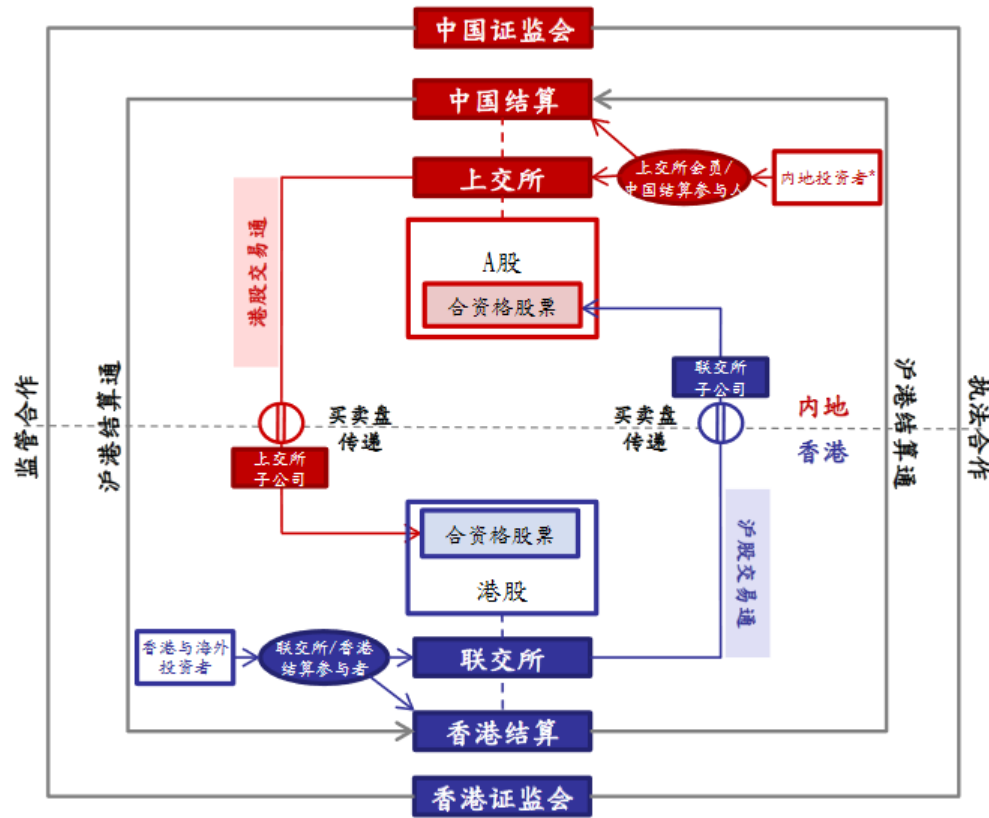 中国证监会
中国结算
上交所
上交所会员/
中国结算参与人
内地投资者*
港股交易通
A股
合资格股票
联交所
子公司
监管合作
沪港结算通
买卖盘
传递
买卖盘
传递
内地
香港
沪港结算通
执法合作
上交所
子公司
合资格股票
港股
沪股交易通
香港与海外
投资者
联交所/香港
结算参与者
联交所
香港结算
香港证监会